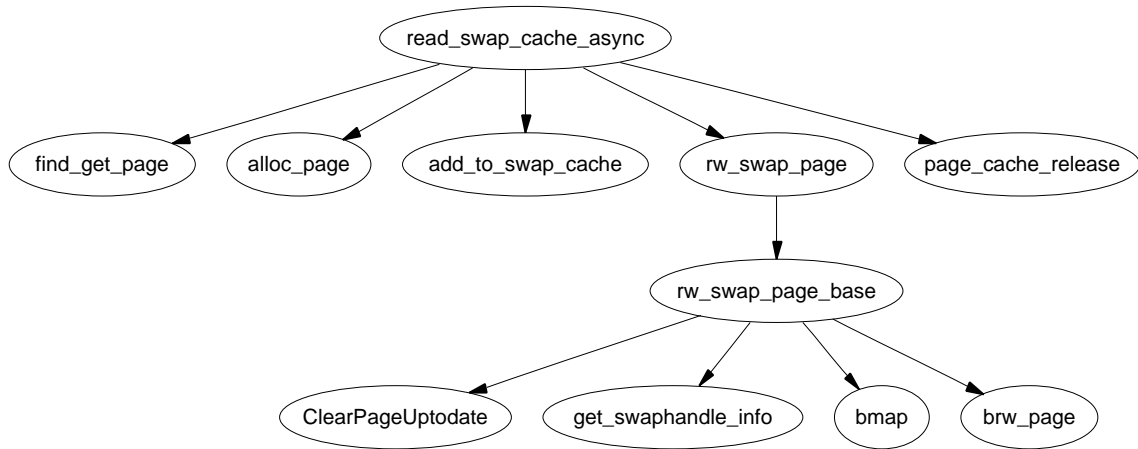 read_swap_cache_async
find_get_page
alloc_page
add_to_swap_cache
rw_swap_page
page_cache_release
rw_swap_page_base
ClearPageUptodate
get_swaphandle_info
bmap
brw_page